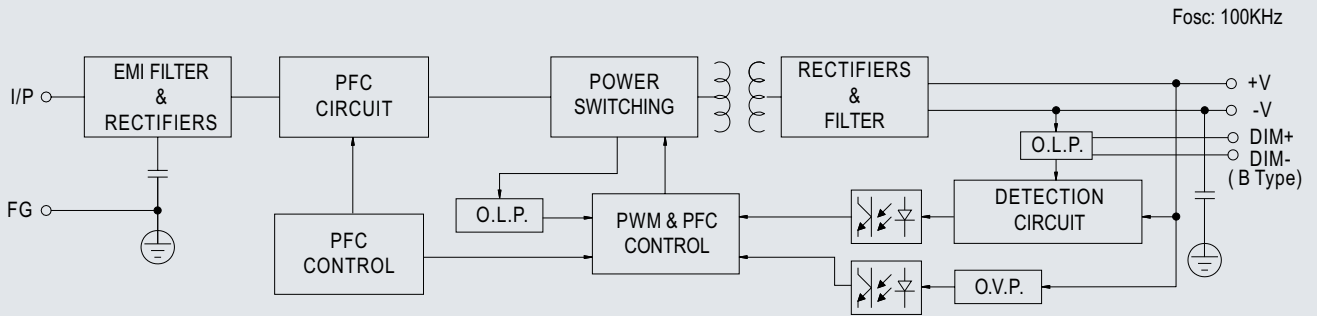 Fosc: 100KHz
I/P
EMI FILTER
&
RECTIFIERS
PFC
CIRCUIT
POWER
SWITCHING
RECTIFIERS
&
FILTER
+V
-V
O.L.P.
DIM+
DIM-
( B Type)
FG
O.L.P.
PFC
CONTROL
PWM & PFC
CONTROL
DETECTION
CIRCUIT
O.V.P.